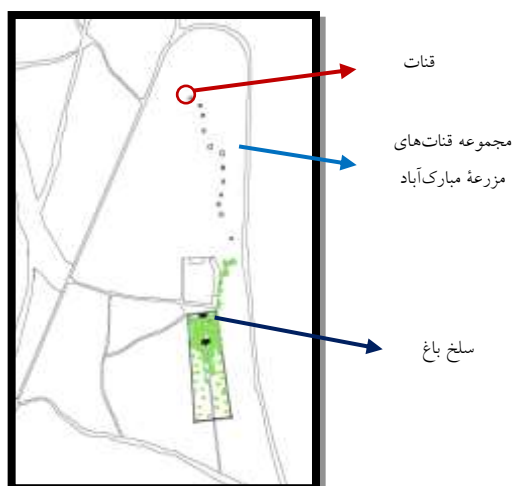 قنات
مجموعه قنات‌های
مزرعهٔ مبارک‌آباد
سلخ باغ